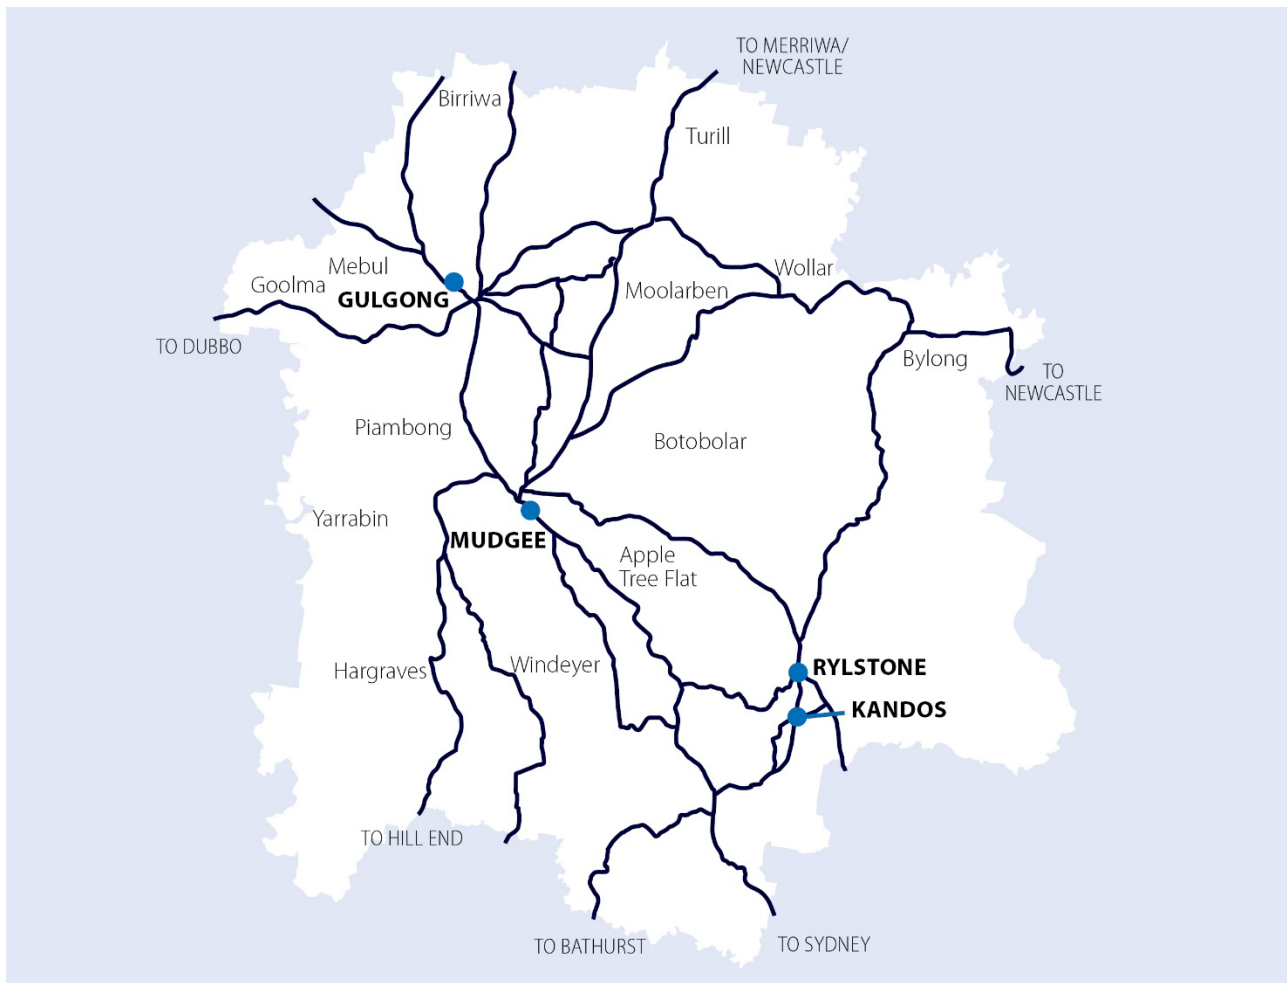 TO MERRIWA/
NEWCASTLE
Birriwa
Turill
Mebul
Wollar
Goolma
Moolarben
GULGONG
TO DUBBO
Bylong
TO
NEWCASTLE
Piambong
Botobolar
Yarrabin
MUDGEE
Apple
Tree Flat
Hargraves
Windeyer
RYLSTONE
KANDOS
TO HILL END
TO BATHURST
TO SYDNEY